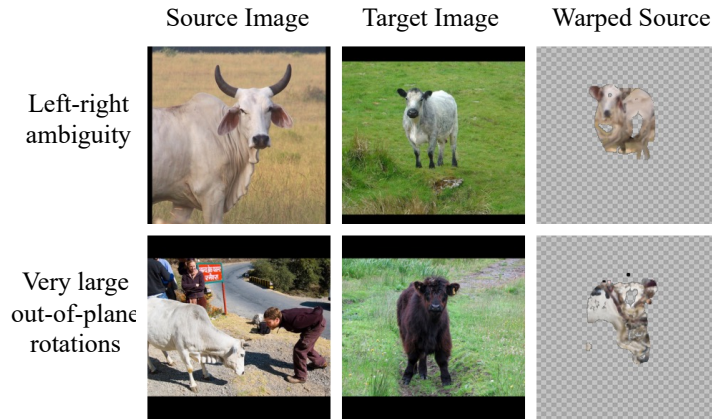 Source Image Target Image Warped Source
Left-right
ambiguity
Very large
out-of-plane
rotations